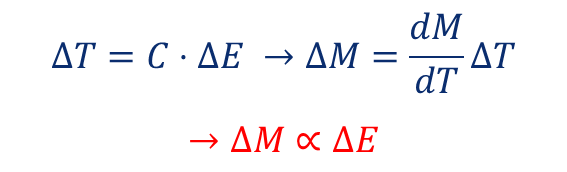 ΔT = C · ΔE → ΔM = dM/dT ΔT
→ ΔM ∝ ΔE